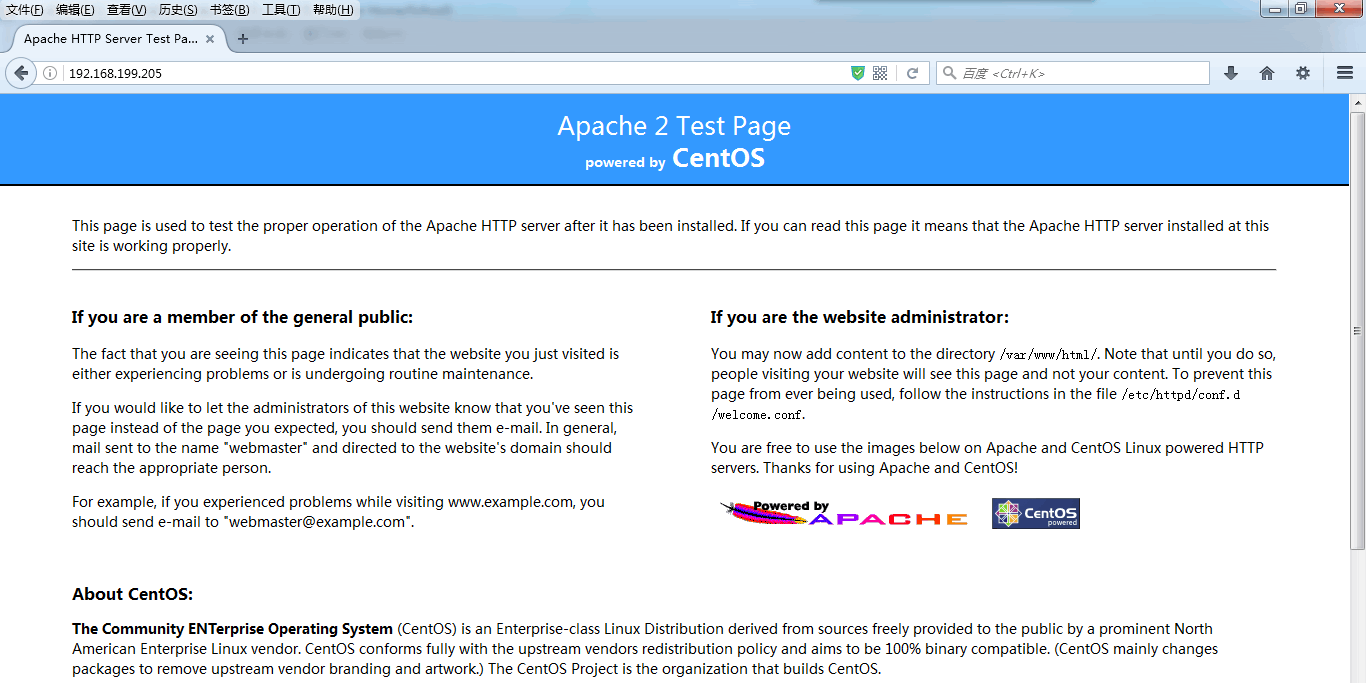 文件(F) 编辑(E) 查看(V) 历史(S) 书签(B) 工具(T) 帮助(H)
Apache HTTP Server Test Pa...
192.168.199.205
百度 <Ctrl+K>
Apache 2 Test Page
powered by CentOS
This page is used to test the proper operation of the Apache HTTP server after it has been installed. If you can read this page it means that the Apache HTTP server installed at this
site is working properly.
If you are a member of the general public:
The fact that you are seeing this page indicates that the website you just visited is
either experiencing problems or is undergoing routine maintenance.
If you would like to let the administrators of this website know that you've seen this
page instead of the page you expected, you should send them e-mail. In general,
mail sent to the name "webmaster" and directed to the website's domain should
reach the appropriate person.
For example, if you experienced problems while visiting www.example.com, you
should send e-mail to "webmaster@example.com".
If you are the website administrator:
You may now add content to the directory /var/www/html/. Note that until you do so,
people visiting your website will see this page and not your content. To prevent this
page from ever being used, follow the instructions in the file /etc/httpd/conf.d
/welcome.conf.
You are free to use the images below on Apache and CentOS Linux powered HTTP
servers. Thanks for using Apache and CentOS!
Powered by
APACHE
CentOS
powered
About CentOS:
The Community ENTerprise Operating System (CentOS) is an Enterprise-class Linux Distribution derived from sources freely provided to the public by a prominent North
American Enterprise Linux vendor. CentOS conforms fully with the upstream vendors redistribution policy and aims to be 100% binary compatible. (CentOS mainly changes
packages to remove upstream vendor branding and artwork.) The CentOS Project is the organization that builds CentOS.